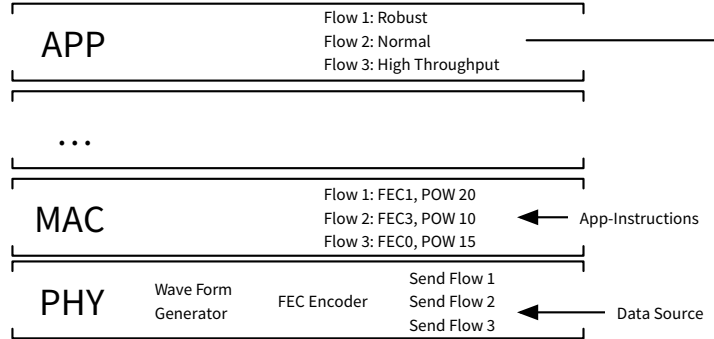 APP
Flow 1: Robust
Flow 2: Normal
Flow 3: High Throughput
...
MAC
Flow 1: FEC1, POW 20
Flow 2: FEC3, POW 10
Flow 3: FEC0, POW 15
App-Instructions
PHY
Wave Form
Generator
FEC Encoder
Send Flow 1
Send Flow 2
Send Flow 3
Data Source